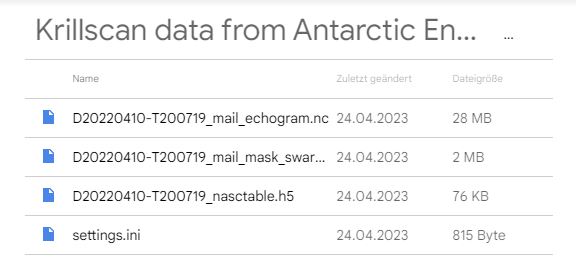 Krillscan data from Antarctic En... ...
Name Zuletzt geändert Dateigröße
D20220410-T200719_mail_echogram.nc 24.04.2023 28 MB
D20220410-T200719_mail_mask_swar... 24.04.2023 2 MB
D20220410-T200719_nasctable.h5 24.04.2023 76 KB
settings.ini 24.04.2023 815 Byte